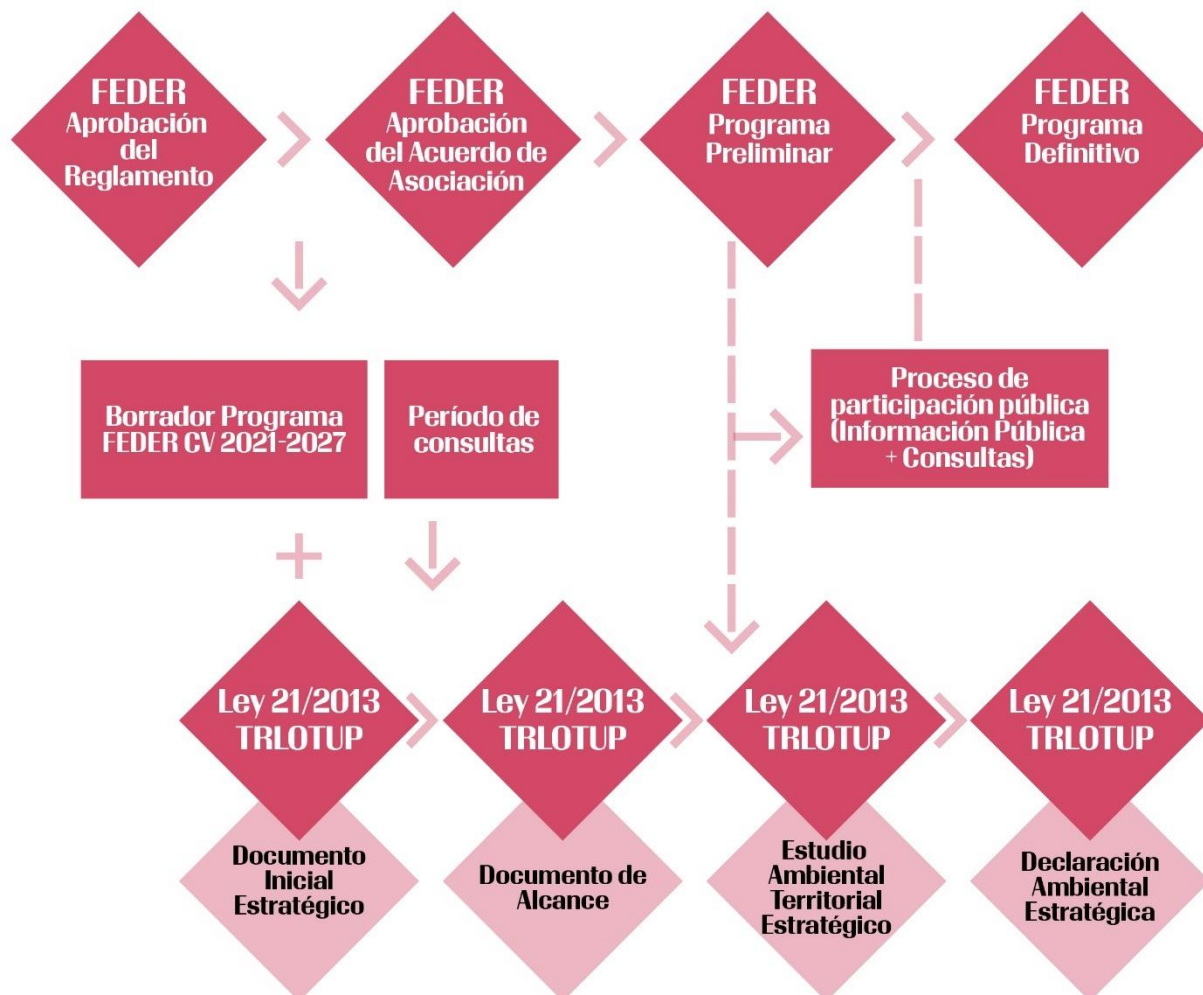 FEDER
Aprobación
del
Reglamento
FEDER
Aprobación
del Acuerdo de
Asociación
FEDER
Programa
Preliminar
FEDER
Programa
Definitivo
Borrador Programa
FEDER CV 2021-2027
Período de
consultas
Proceso de
participación pública
(Información Pública
+ Consultas)
Ley 21/2013
TRLOTUP
Ley 21/2013
TRLOTUP
Ley 21/2013
TRLOTUP
Ley 21/2013
TRLOTUP
Documento
Inicial
Estratégico
Documento de
Alcance
Estudio
Ambiental
Territorial
Estratégico
Declaración
Ambiental
Estratégica